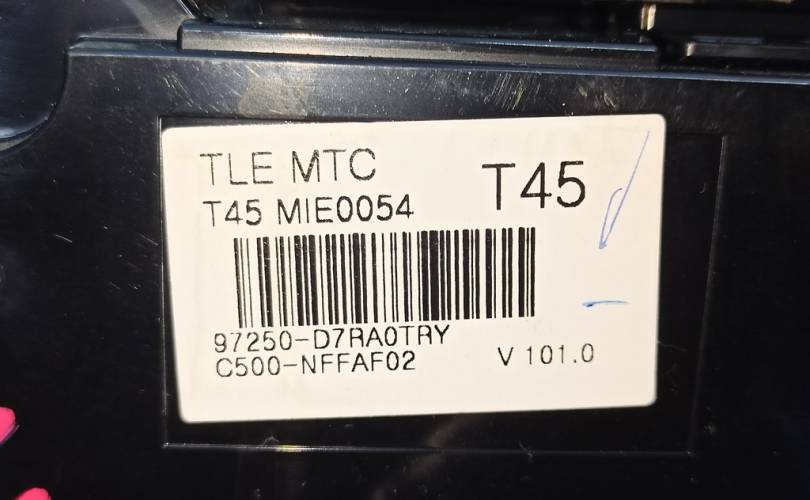 TLE MTC
T45
T45 MIE0054
97250-D7RA0TRY
C500-NFFAF02
V 101.0